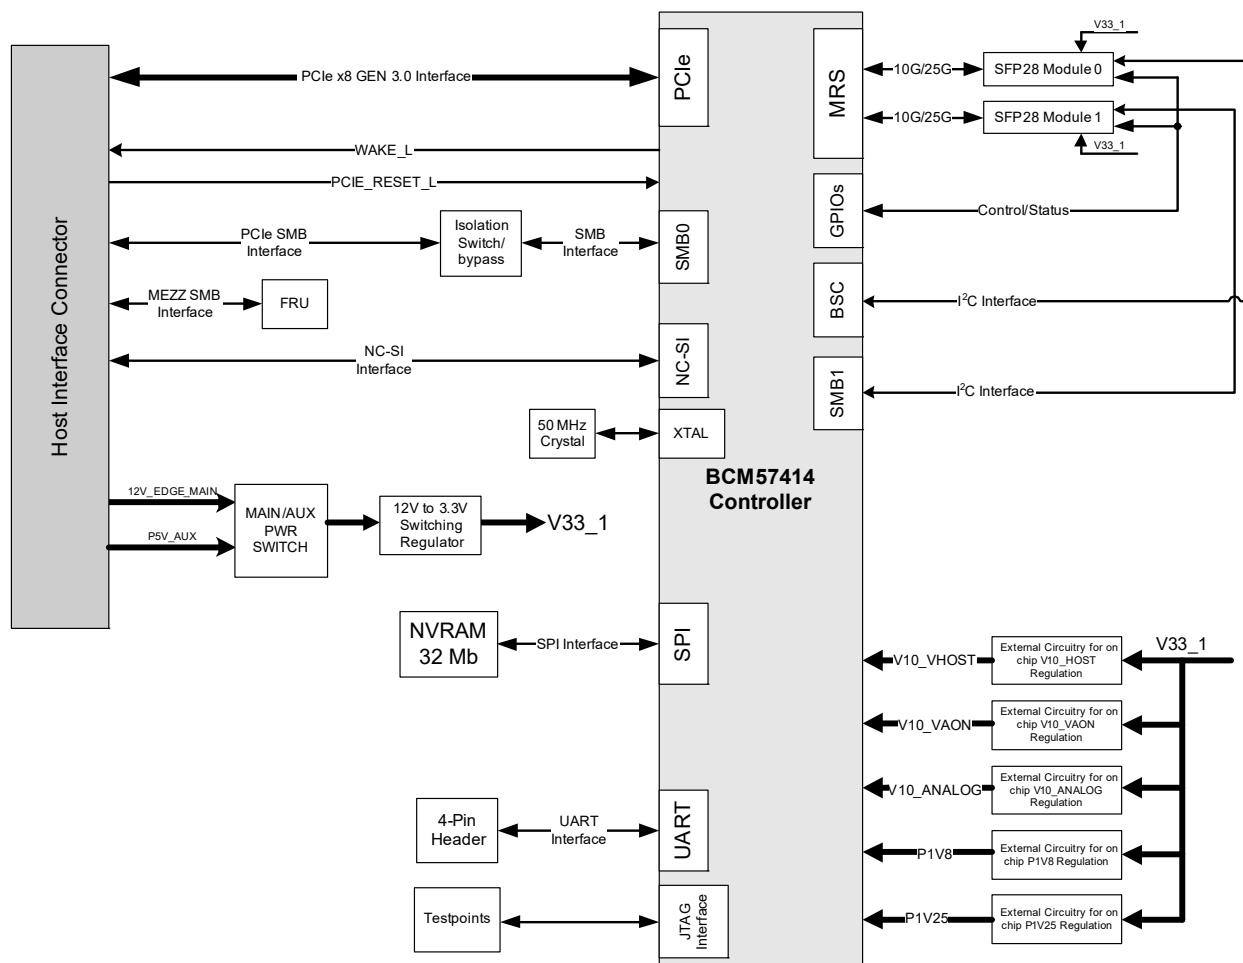 Host Interface Connector
PCIe x8 GEN 3.0 Interface
WAKE_L
PCIE_RESET_L
PCIe SMB
Interface
Isolation
Switch/
bypass
SMB
Interface
MEZZ SMB
Interface
FRU
NC-SI
Interface
50 MHz
Crystal
12V_EDGE_MAIN
P5V_AUX
MAIN/AUX
PWR
SWITCH
12V to 3.3V
Switching
Regulator
V33_1
NVRAM
32 Mb
SPI Interface
4-Pin
Header
UART
Interface
Testpoints
PCIe
SMB0
NC-SI
XTAL
SPI
UART
JTAG
Interface
BCM57414
Controller
MRS
GPIOs
BSC
SMB1
10G/25G
SFP28 Module 0
V33_1
10G/25G
SFP28 Module 1
V33_1
Control/Status
I²C Interface
I²C Interface
V10_VHOST
External Circuitry for on
chip V10_HOST
Regulation
V33_1
V10_VAON
External Circuitry for on
chip V10_VAON
Regulation
V10_ANALOG
External Circuitry for on
chip V10_ANALOG
Regulation
P1V8
External Circuitry for on
chip P1V8 Regulation
P1V25
External Circuitry for on
chip P1V25 Regulation